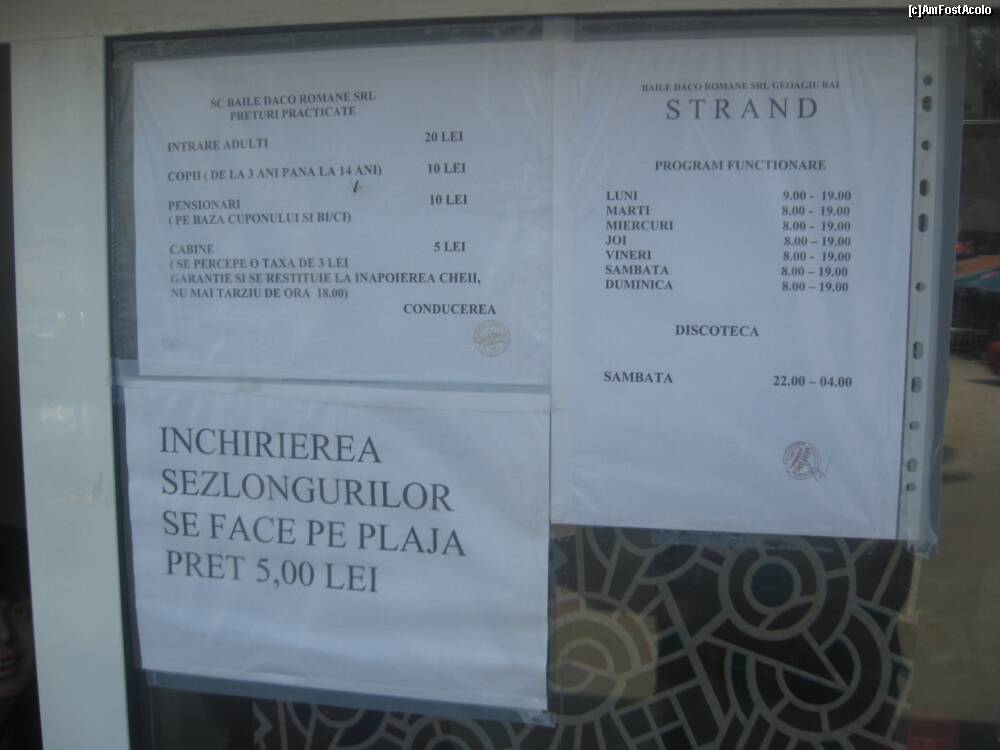 [c]AmFostAcolo
SC BAILE DACO ROMANE SRL
PRETURI PRACTICATE
INTRARE ADULTI 20 LEI
COPII ( DE LA 3 ANI PANA LA 14 ANI) 10 LEI
PENSIONARI 10 LEI
( PE BAZA CUPONULUI SI BI/CI)
CABINE 5 LEI
( SE PERCEPE O TAXA DE 3 LEI
GARANTIE SI SE RESTITUIE LA INAPOIEREA CHEII,
NU MAI TARZIU DE ORA 18.00)
CONDUCEREA
INCHIRIEREA
SEZLONGURILOR
SE FACE PE PLAJA
PRET 5,00 LEI
BAILE DACO ROMANE SRL GEOAGIU BAI
STRAND
PROGRAM FUNCTIONARE
LUNI 9.00 - 19.00
MARTI 8.00 - 19.00
MIERCURI 8.00 - 19.00
JOI 8.00 – 19.00
VINERI 8.00 - 19.00
SAMBATA 8.00 – 19.00
DUMINICA 8.00 – 19.00
DISCOTECA
SAMBATA 22.00 – 04.00